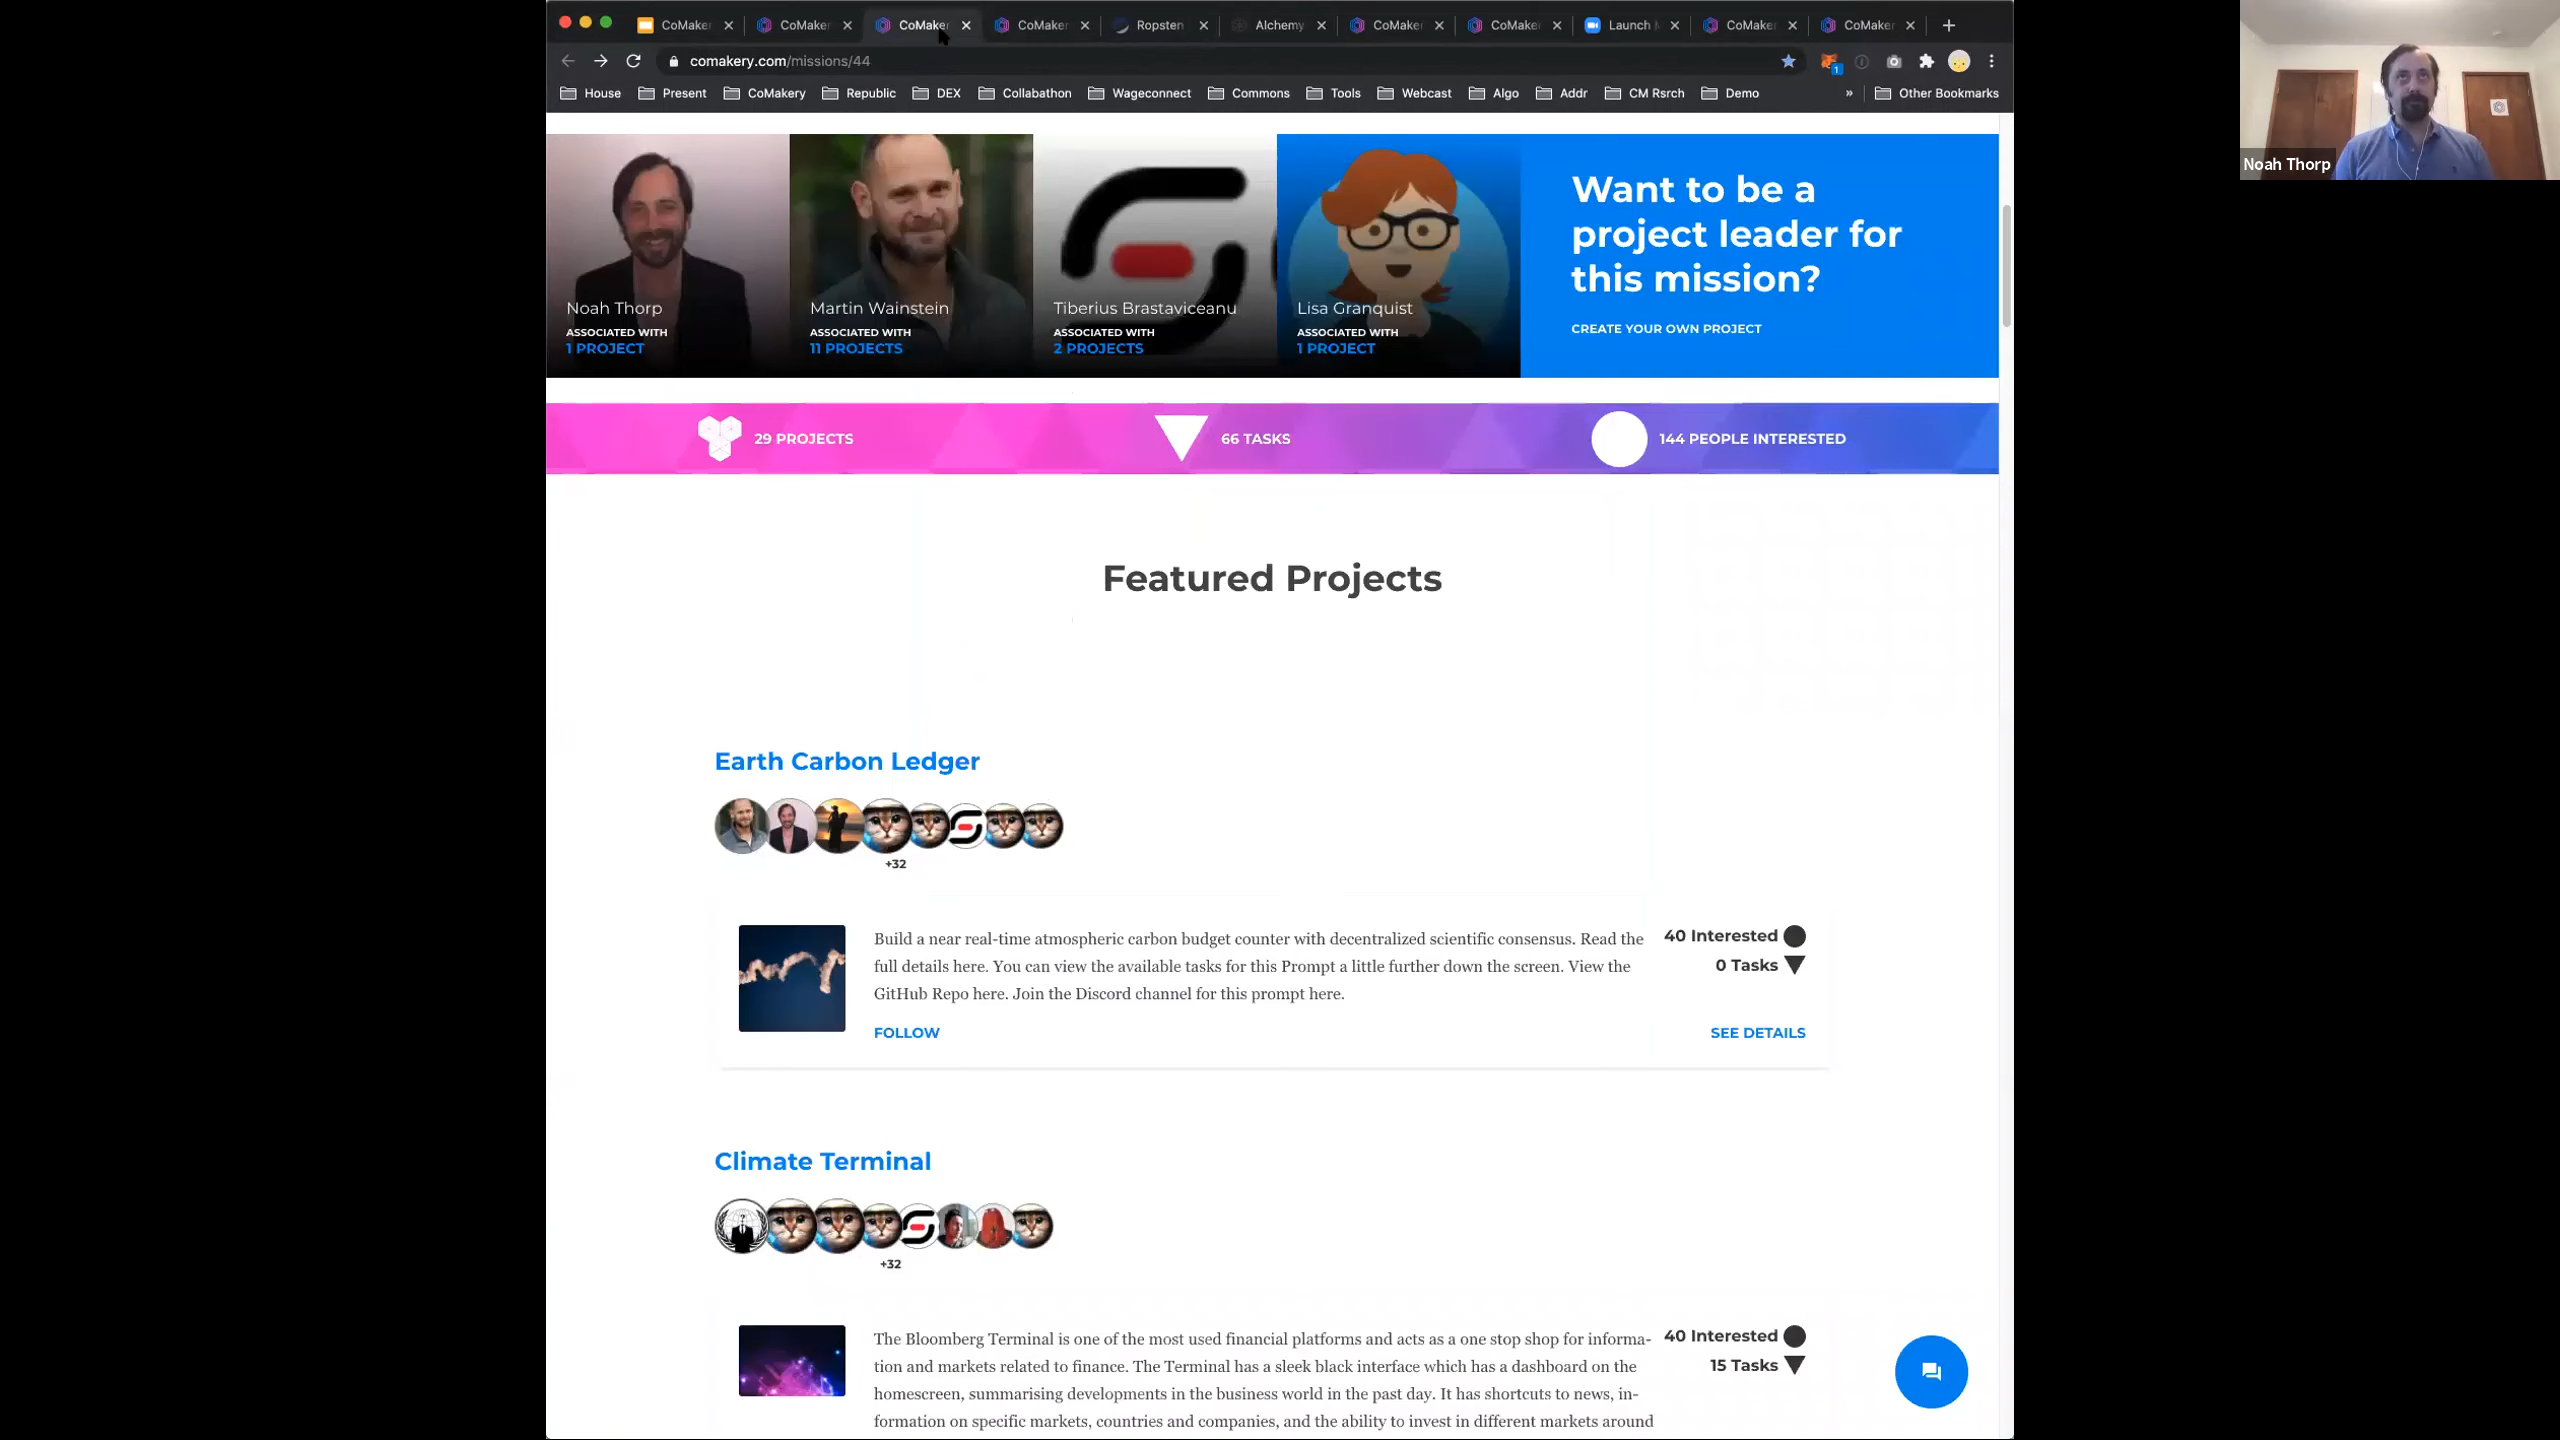 CoMaker
CoMaker
CoMaker
CoMaker
Ropsten
Alchemy
CoMaker
CoMaker
Launch
CoMaker
CoMaker
comakery.com/missions/44
1
House
Present
CoMakery
Republic
DEX
Collabathon
Wageconnect
Commons
Tools
Webcast
Algo
Addr
CM Rsrch
Demo
»
Other Bookmarks
Noah Thorp
Noah Thorp
ASSOCIATED WITH
1 PROJECT
Martin Wainstein
ASSOCIATED WITH
11 PROJECTS
Tiberius Brastaviceanu
ASSOCIATED WITH
2 PROJECTS
Lisa Granquist
ASSOCIATED WITH
1 PROJECT
Want to be a
project leader for
this mission?
CREATE YOUR OWN PROJECT
29 PROJECTS
66 TASKS
144 PEOPLE INTERESTED
Featured Projects
Earth Carbon Ledger
+32
Build a near real-time atmospheric carbon budget counter with decentralized scientific consensus. Read the
full details here. You can view the available tasks for this Prompt a little further down the screen. View the
GitHub Repo here. Join the Discord channel for this prompt here.
40 Interested
0 Tasks
FOLLOW
SEE DETAILS
Climate Terminal
+32
The Bloomberg Terminal is one of the most used financial platforms and acts as a one stop shop for informa-
tion and markets related to finance. The Terminal has a sleek black interface which has a dashboard on the
homescreen, summarising developments in the business world in the past day. It has shortcuts to news, in-
formation on specific markets, countries and companies, and the ability to invest in different markets around
40 Interested
15 Tasks